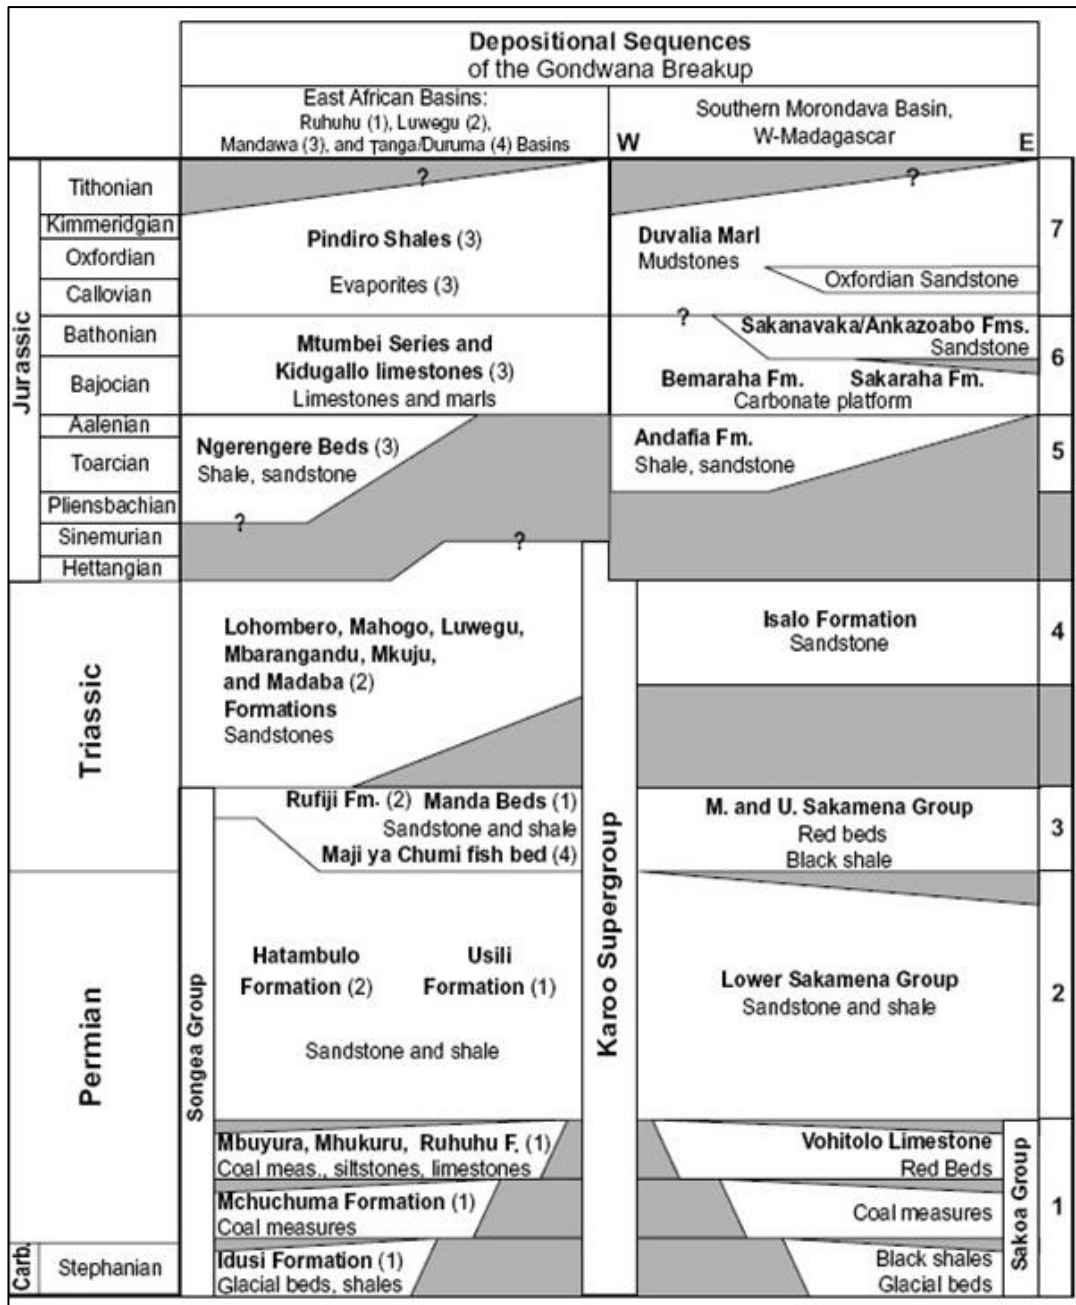 Depositional Sequences
of the Gondwana Breakup
East African Basins:
Ruhuhu (1), Luwegu (2),
Mandawa (3), and Tanga/Duruma (4) Basins
W
Southern Morondava Basin,
W-Madagascar
E
Jurassic
Tithonian
Kimmeridgian
Oxfordian
Callovian
Bathonian
Bajocian
Aalenian
Toarcian
Pliensbachian
Sinemurian
Hettangian
Triassic
Permian
Carb.
Stephanian
?
Pindiro Shales (3)
Evaporites (3)
Mtumbei Series and
Kidugallo limestones (3)
Limestones and marls
Ngerengere Beds (3)
Shale, sandstone
?
?
Lohombero, Mahogo, Luwegu,
Mbarangandu, Mkuju,
and Madaba (2)
Formations
Sandstones
Songea Group
Rufiji Fm. (2) Manda Beds (1)
Sandstone and shale
Maji ya Chumi fish bed (4)
Hatambulo
Formation (2)
Usili
Formation (1)
Sandstone and shale
Mbuyura, Mhukuru, Ruhuhu F. (1)
Coal meas., siltstones, limestones
Mchuchuma Formation (1)
Coal measures
Idusi Formation (1)
Glacial beds, shales
Karoo Supergroup
?
Duvalia Marl
Mudstones
Oxfordian Sandstone
?
Sakanavaka/Ankazoabo Fms.
Sandstone
Bemaraha Fm. Sakaraha Fm.
Carbonate platform
Andafia Fm.
Shale, sandstone
Isalo Formation
Sandstone
M. and U. Sakamena Group
Red beds
Black shale
Lower Sakamena Group
Sandstone and shale
Vohitolo Limestone
Red Beds
Coal measures
Black shales
Glacial beds
Sakoa Group
7
6
5
4
3
2
1